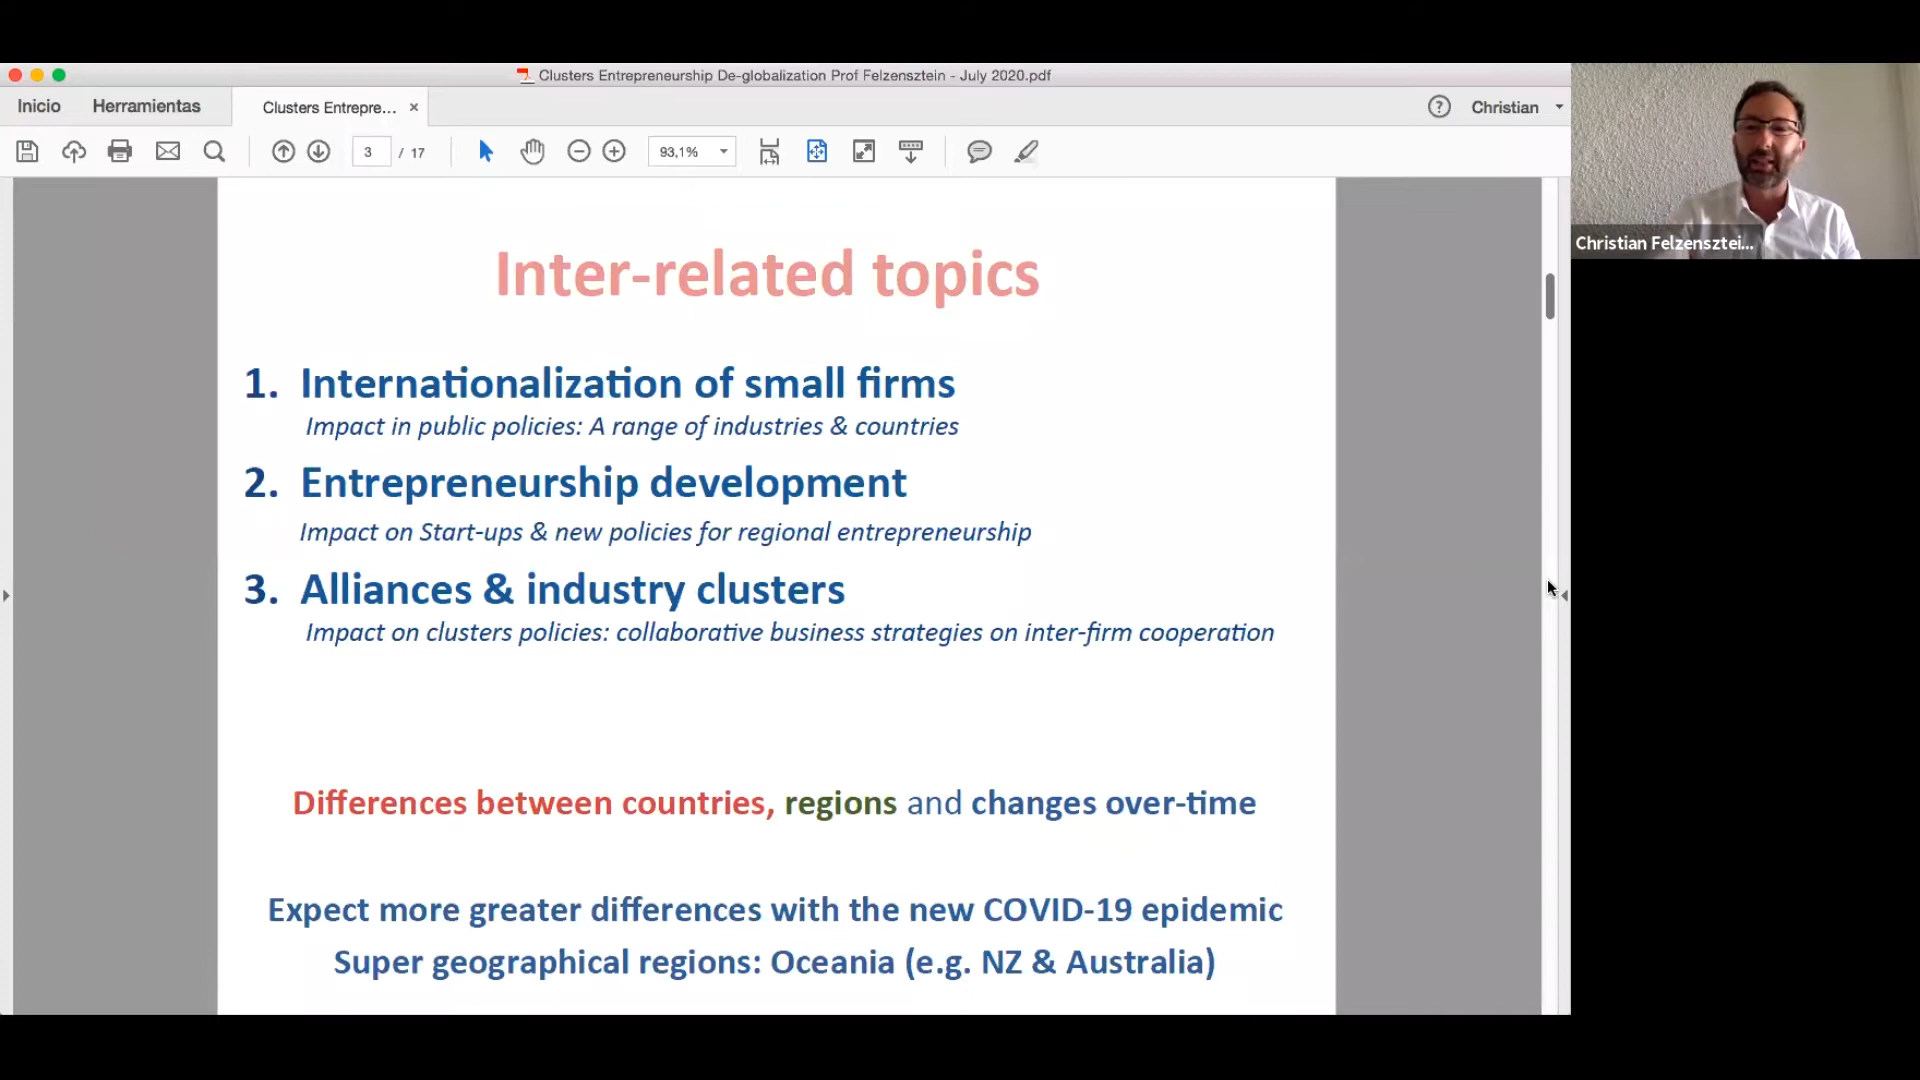 Clusters Entrepreneurship De-globalization Prof Felzensztein - July 2020.pdf
Inicio
Herramientas
Clusters Entrepre... ×
Christian
3 / 17
93,1%
Christian Felzensztei...
Inter-related topics
1. Internationalization of small firms
Impact in public policies: A range of industries & countries
2. Entrepreneurship development
Impact on Start-ups & new policies for regional entrepreneurship
3. Alliances & industry clusters
Impact on clusters policies: collaborative business strategies on inter-firm cooperation
Differences between countries, regions and changes over-time
Expect more greater differences with the new COVID-19 epidemic
Super geographical regions: Oceania (e.g. NZ & Australia)